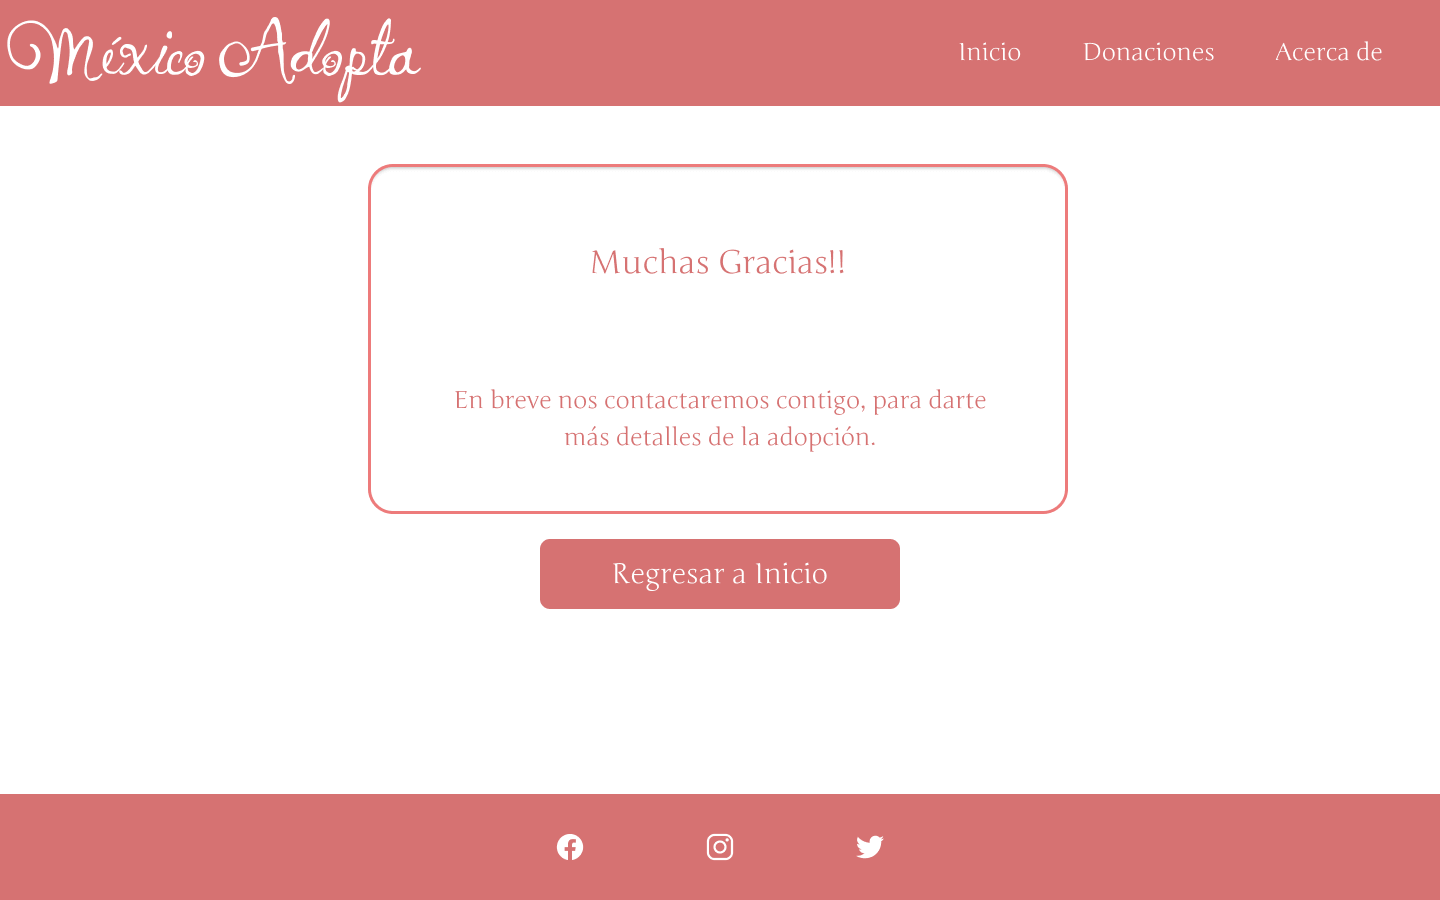 México Adopta
Inicio
Donaciones
Acerca de
Muchas Gracias!!
En breve nos contactaremos contigo, para darte
más detalles de la adopción.
Regresar a Inicio